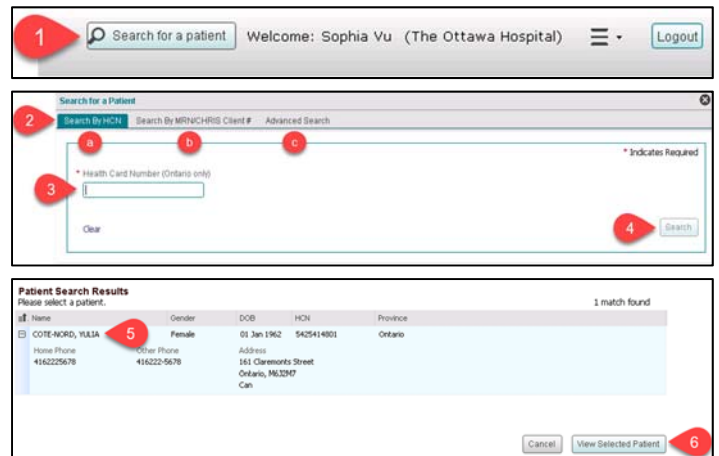 1 Search for a patient Welcome: Sophia Vu (The Ottawa Hospital) Logout
Search for a Patient
2 Search By HCN Search By MRN/CHRIS Client # Advanced Search
a b c
* Indicates Required
* Health Card Number (Ontario only)
3
Clear 4 Search
Patient Search Results
Please select a patient. 1 match found
Name Gender DOB HCN Province
COTE-NORD, YULIA 5 Female 01 Jan 1962 5425414801 Ontario
Home Phone Other Phone Address
4162225678 416222-5678 161 Claremonts Street
Ontario, M6J2M7
Can
Cancel View Selected Patient 6